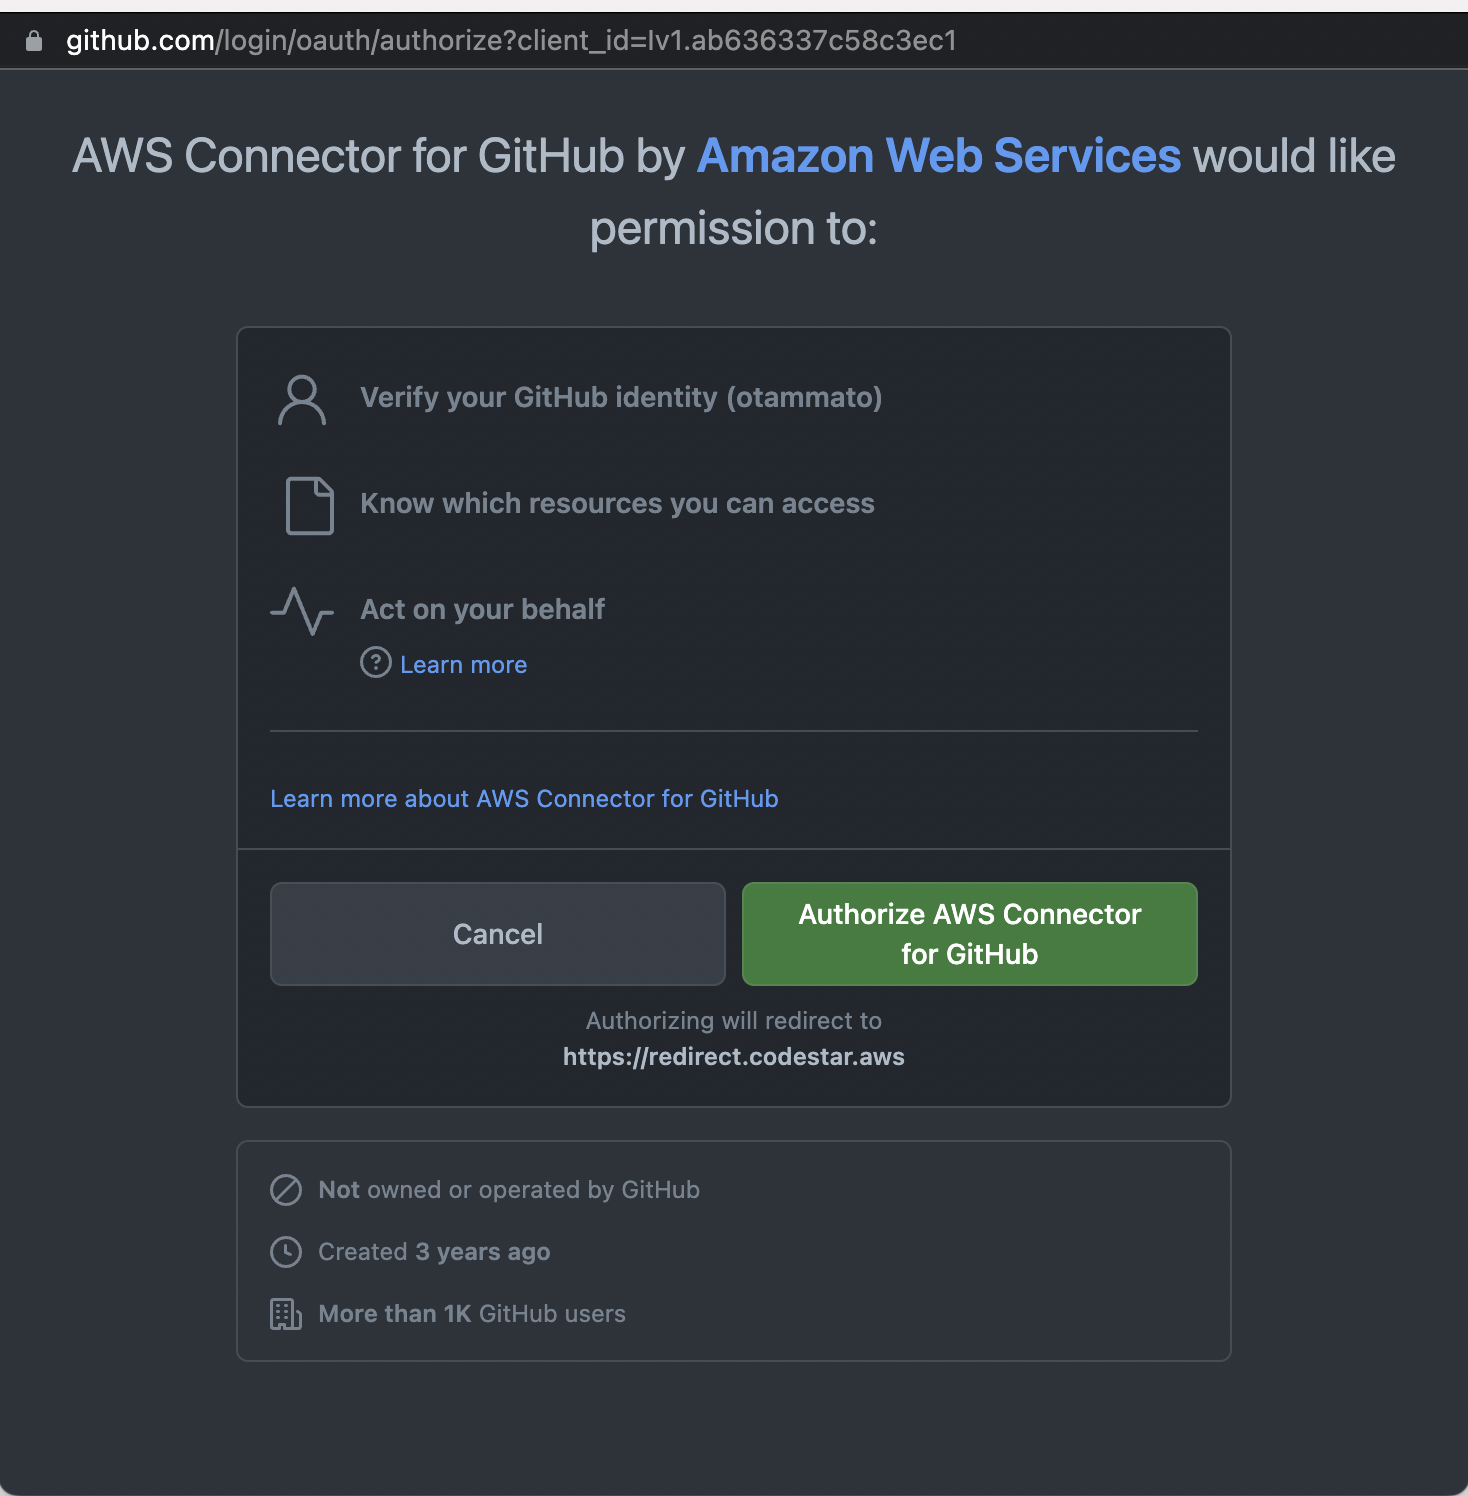 github.com/login/oauth/authorize?client_id=Iv1.ab636337c58c3ec1
AWS Connector for GitHub by Amazon Web Services would like
permission to:
Verify your GitHub identity (otammato)
Know which resources you can access
Act on your behalf
? Learn more
Learn more about AWS Connector for GitHub
Cancel
Authorize AWS Connector
for GitHub
Authorizing will redirect to
https://redirect.codestar.aws
Not owned or operated by GitHub
Created 3 years ago
More than 1K GitHub users